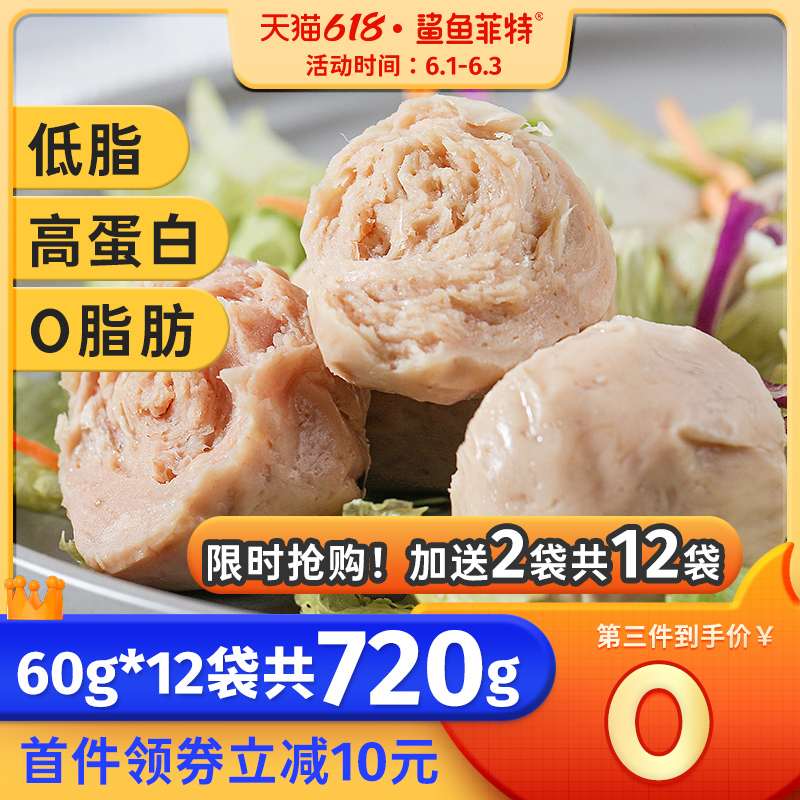 天猫618·鲨鱼菲特®
活动时间：6.1-6.3
低脂
高蛋白
0脂肪
限时抢购！加送2袋共12袋
60g*12袋共720g
第三件到手价￥
0
首件领券立减10元